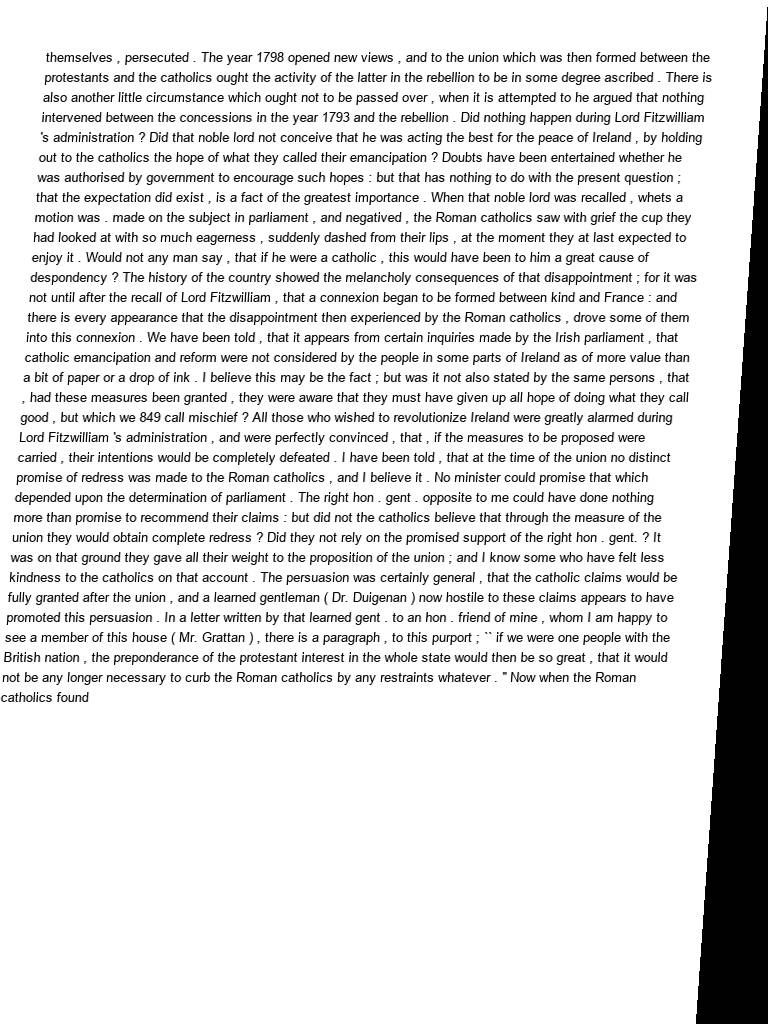 themselves , persecuted . The year 1798 opened new views , and to the union which was then formed between the
protestants and the catholics ought the activity of the latter in the rebellion to be in some degree ascribed . There is
also another little circumstance which ought not to be passed over , when it is attempted to he argued that nothing
intervened between the concessions in the year 1793 and the rebellion . Did nothing happen during Lord Fitzwilliam
's administration ? Did that noble lord not conceive that he was acting the best for the peace of Ireland , by holding
out to the catholics the hope of what they called their emancipation ? Doubts have been entertained whether he
was authorised by government to encourage such hopes : but that has nothing to do with the present question ;
that the expectation did exist , is a fact of the greatest importance . When that noble lord was recalled , whets a
motion was . made on the subject in parliament , and negatived , the Roman catholics saw with grief the cup they
had looked at with so much eagerness , suddenly dashed from their lips , at the moment they at last expected to
enjoy it . Would not any man say , that if he were a catholic , this would have been to him a great cause of
despondency ? The history of the country showed the melancholy consequences of that disappointment ; for it was
not until after the recall of Lord Fitzwilliam , that a connexion began to be formed between kind and France : and
there is every appearance that the disappointment then experienced by the Roman catholics , drove some of them
into this connexion . We have been told , that it appears from certain inquiries made by the Irish parliament , that
catholic emancipation and reform were not considered by the people in some parts of Ireland as of more value than
a bit of paper or a drop of ink . I believe this may be the fact ; but was it not also stated by the same persons , that
, had these measures been granted , they were aware that they must have given up all hope of doing what they call
good , but which we 849 call mischief ? All those who wished to revolutionize Ireland were greatly alarmed during
Lord Fitzwilliam 's administration , and were perfectly convinced , that , if the measures to be proposed were
carried , their intentions would be completely defeated . I have been told , that at the time of the union no distinct
promise of redress was made to the Roman catholics , and I believe it . No minister could promise that which
depended upon the determination of parliament . The right hon . gent . opposite to me could have done nothing
more than promise to recommend their claims : but did not the catholics believe that through the measure of the
union they would obtain complete redress ? Did they not rely on the promised support of the right hon . gent. ? It
was on that ground they gave all their weight to the proposition of the union ; and I know some who have felt less
kindness to the catholics on that account . The persuasion was certainly general , that the catholic claims would be
fully granted after the union , and a learned gentleman ( Dr. Duigenan ) now hostile to these claims appears to have
promoted this persuasion . In a letter written by that learned gent . to an hon . friend of mine , whom I am happy to
see a member of this house ( Mr. Grattan ) , there is a paragraph , to this purport ; `` if we were one people with the
British nation , the preponderance of the protestant interest in the whole state would then be so great , that it would
not be any longer necessary to curb the Roman catholics by any restraints whatever . " Now when the Roman
catholics found